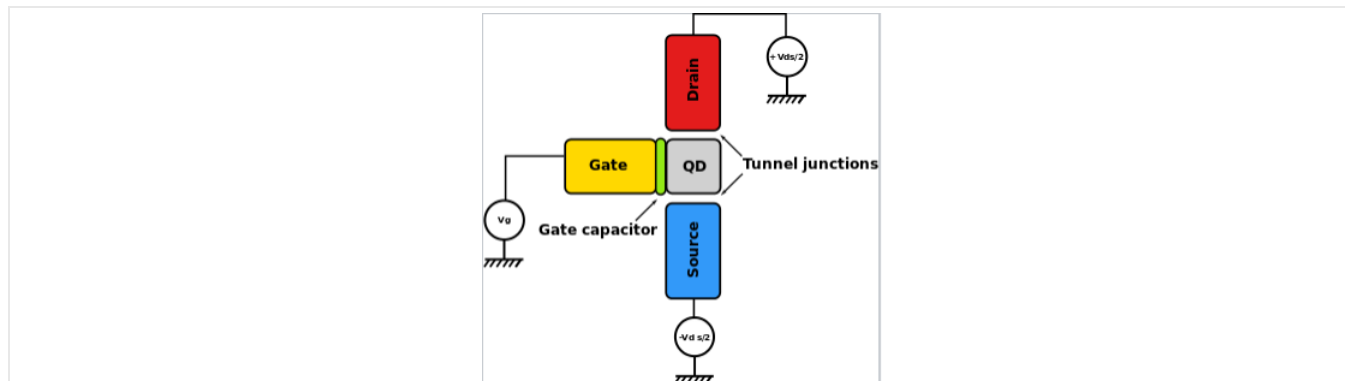 +Vds/2
Drain
Gate
QD
Tunnel junctions
Vg
Gate capacitor
Source
-Vd s/2